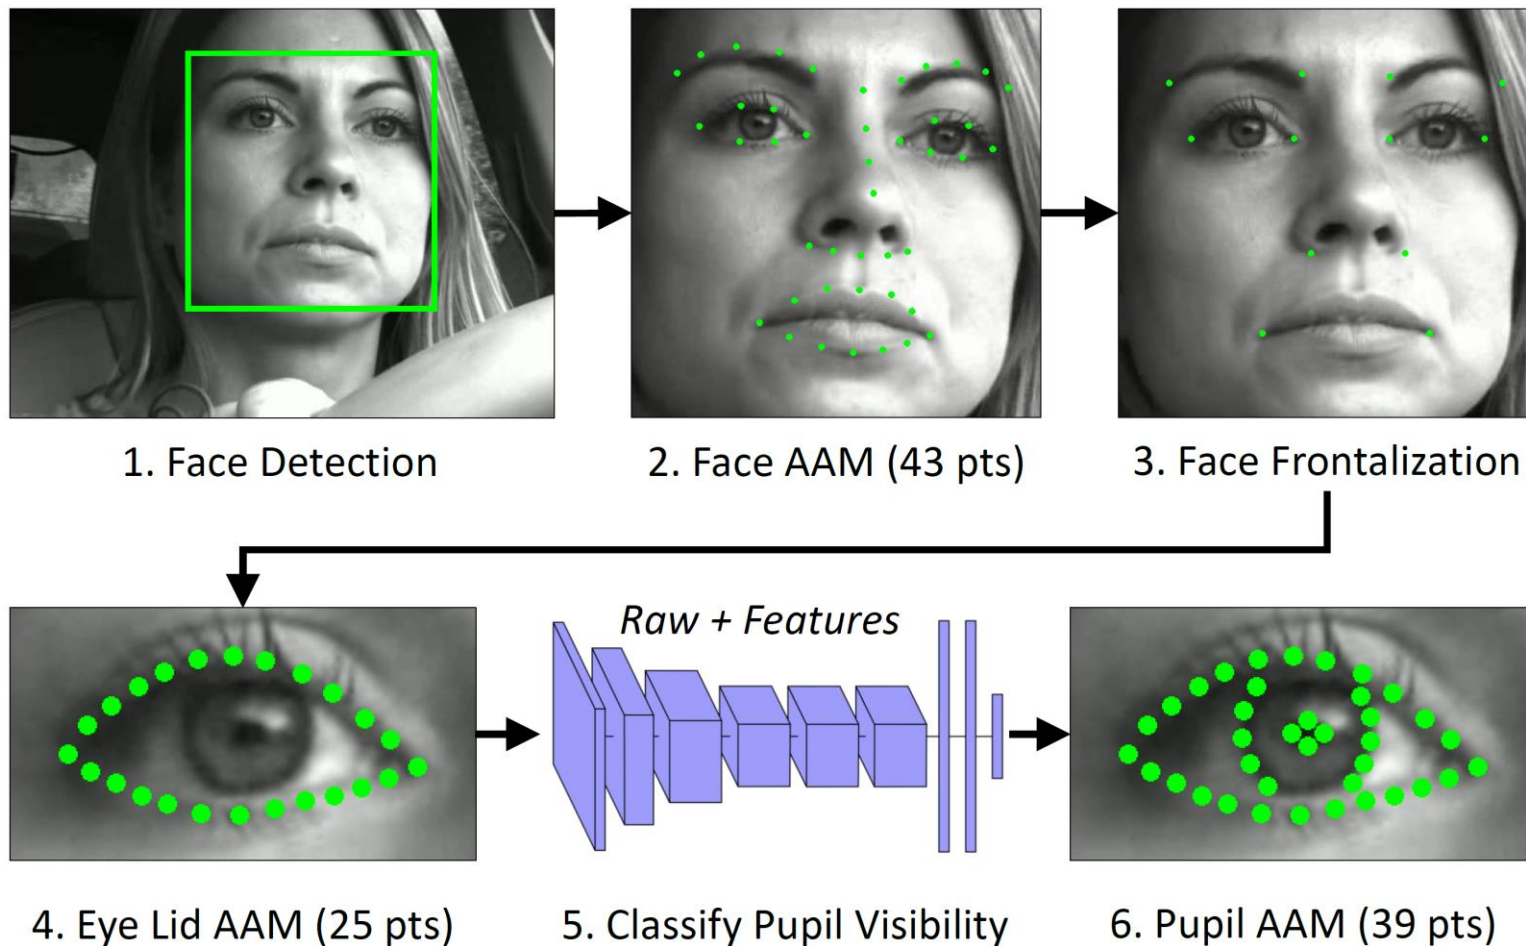 1. Face Detection
2. Face AAM (43 pts)
3. Face Frontalization
Raw + Features
4. Eye Lid AAM (25 pts)
5. Classify Pupil Visibility
6. Pupil AAM (39 pts)